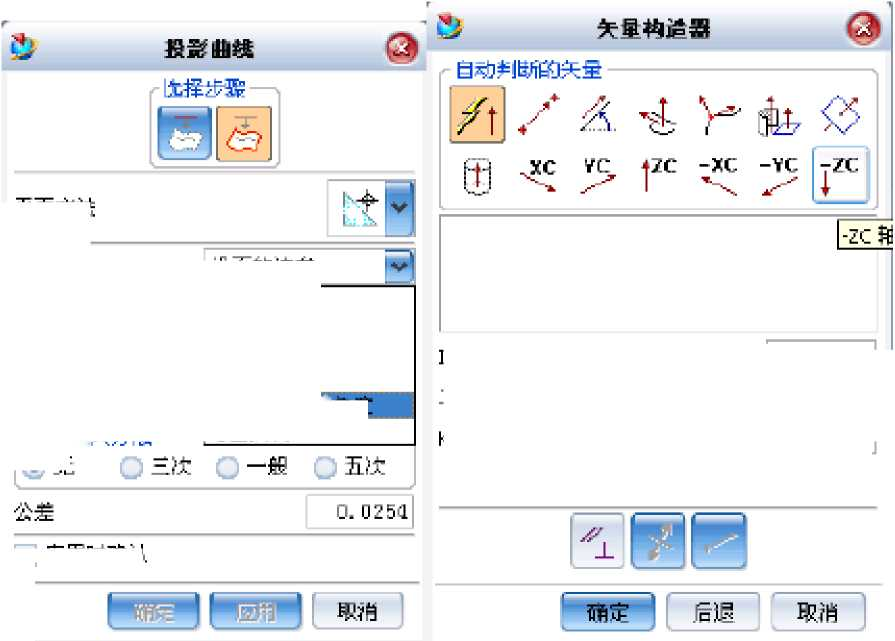 投影曲线
选择步骤
三次
一般
五次
公差
0.0254
确定
应用
取消
矢量构造器
自动判断的矢量
XC
YC
ZC
-XC
-YC
-ZC
-ZC 轴
确定
后退
取消